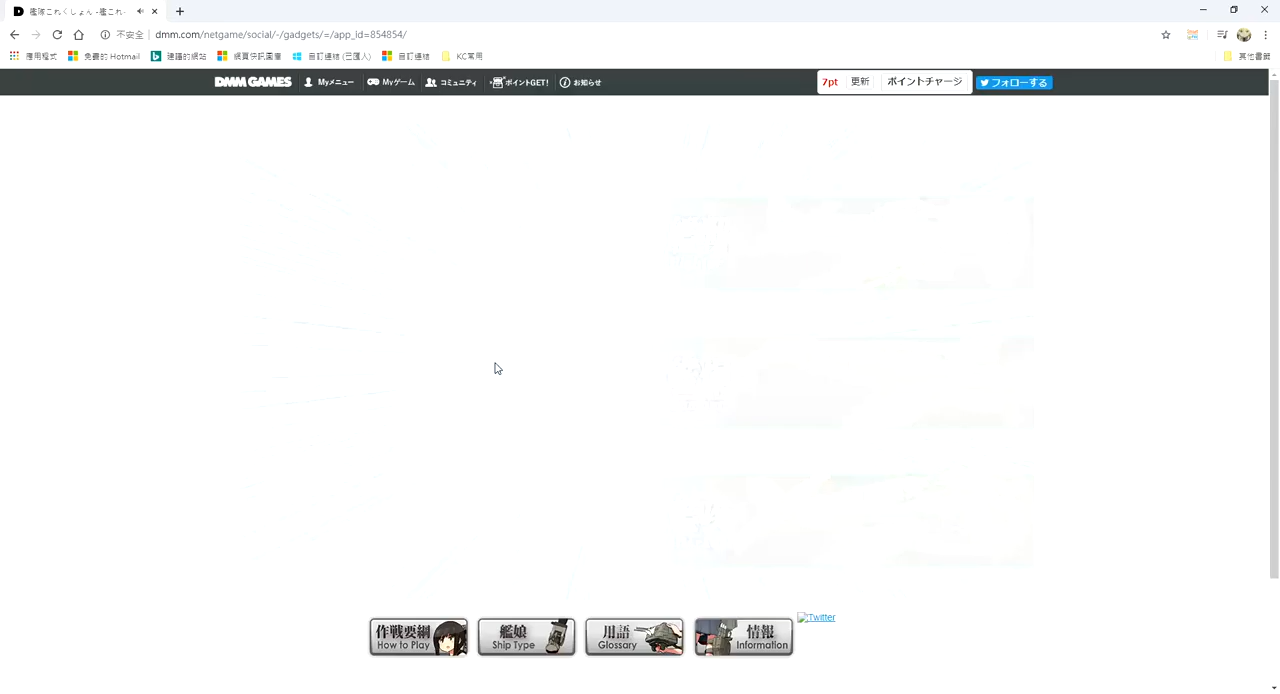 艦隊これくしょん -艦これ-
不安全 | dmm.com/netgame/social/-/gadgets/=/app_id=854854/
應用程式 免費的 Hotmail 建議的網站 網頁快訊圖庫 自訂連結 (已匯入) 自訂連結 KC常用 其他書籤
DMM GAMES Myメニュー Myゲーム コミュニティ ポイントGET! お知らせ 7pt 更新 ポイントチャージ フォローする
Twitter
作戦要綱 艦娘 用語 情報
How to Play Ship Type Glossary Information